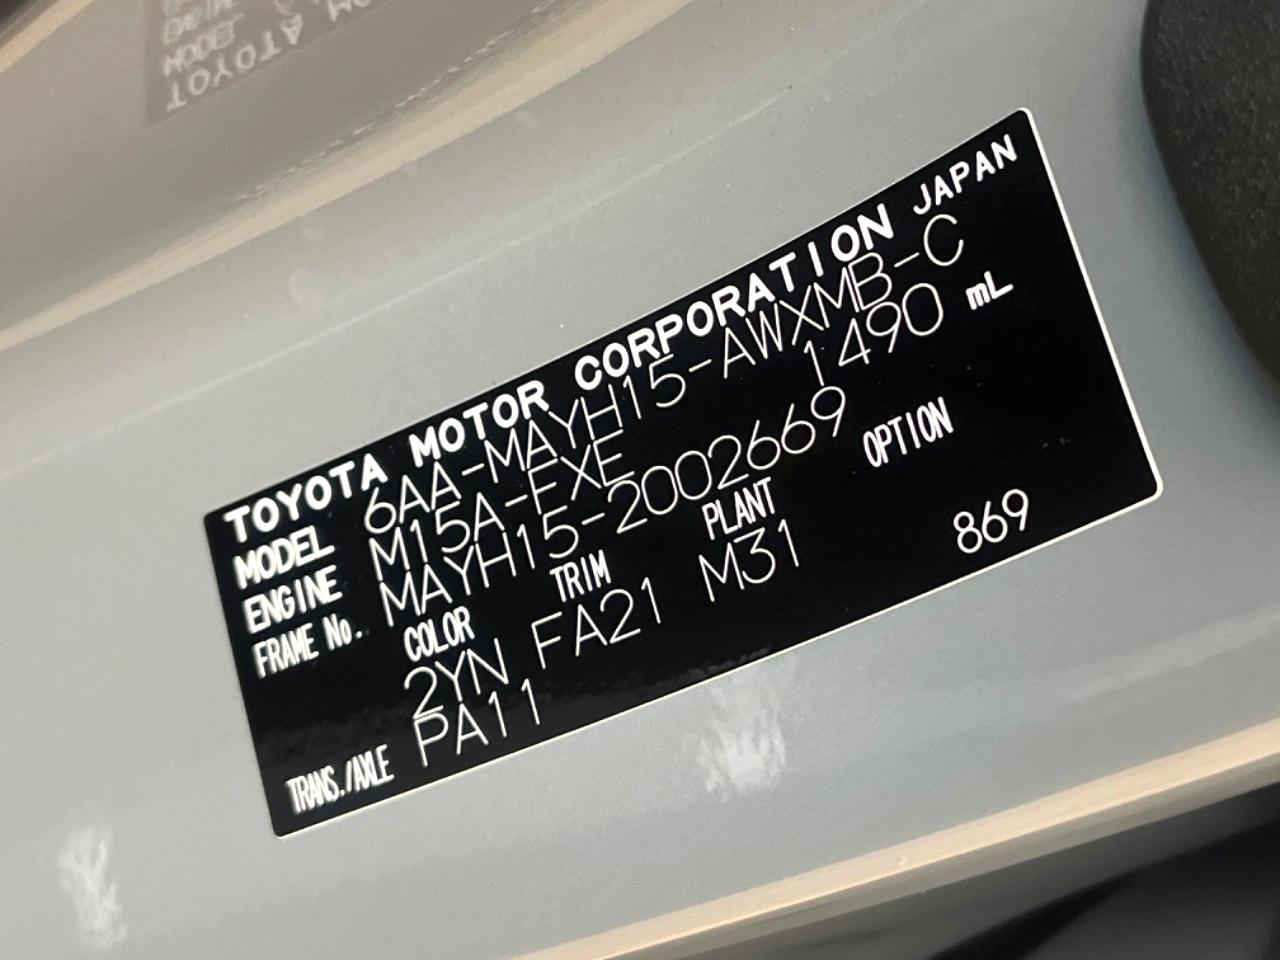 TOYOTA MOTOR CORPORATION JAPAN
MODEL 6AA-MAYH15-AWXMB-C
ENGINE M15A-FXE 1490 mL
FRAME No. MAYH15-2002669
COLOR TRIM PLANT OPTION
2YN FA21 M31 869
TRANS./AXLE PA11